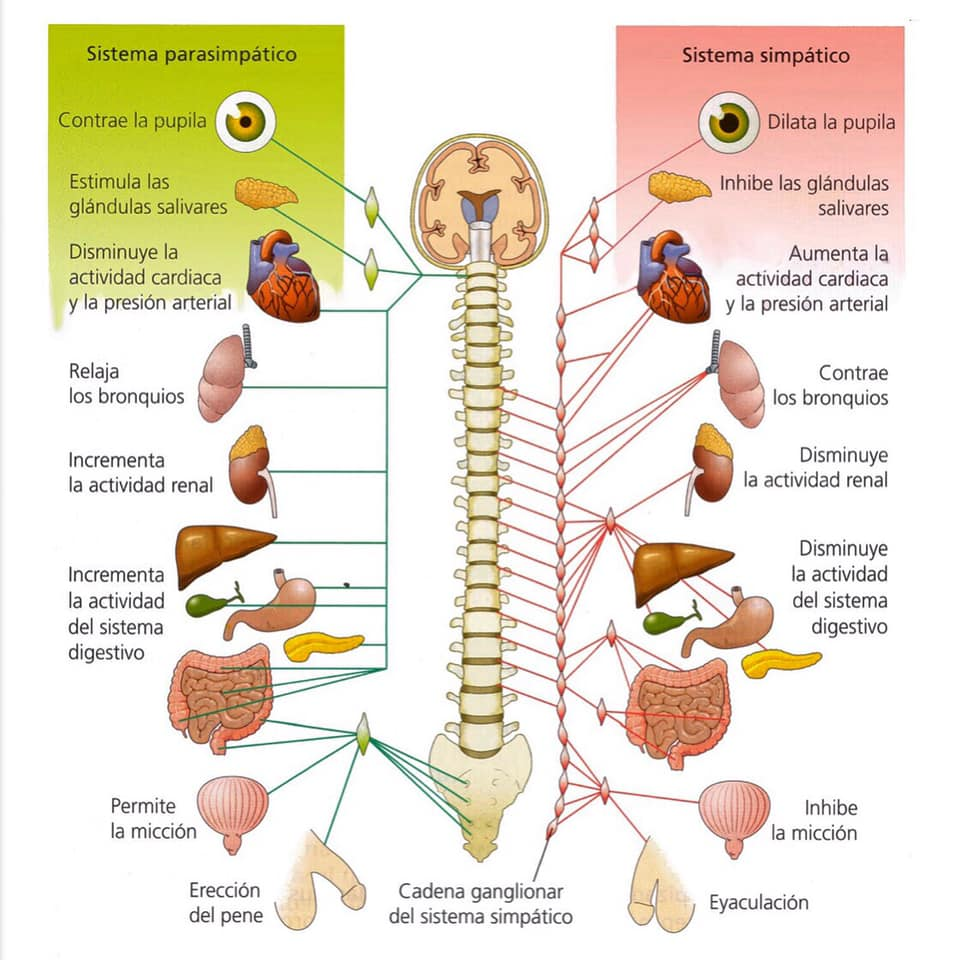 Sistema parasimpático
Contrae la pupila
Estimula las
glándulas salivares
Disminuye la
actividad cardiaca
y la presión arterial
Relaja
los bronquios
Incrementa
la actividad renal
Incrementa
la actividad
del sistema
digestivo
Permite
la micción
Erección
del pene
Cadena ganglionar
del sistema simpático
Sistema simpático
Dilata la pupila
Inhibe las glándulas
salivares
Aumenta la
actividad cardiaca
y la presión arterial
Contrae
los bronquios
Disminuye
la actividad renal
Disminuye
la actividad
del sistema
digestivo
Inhibe
la micción
Eyaculación